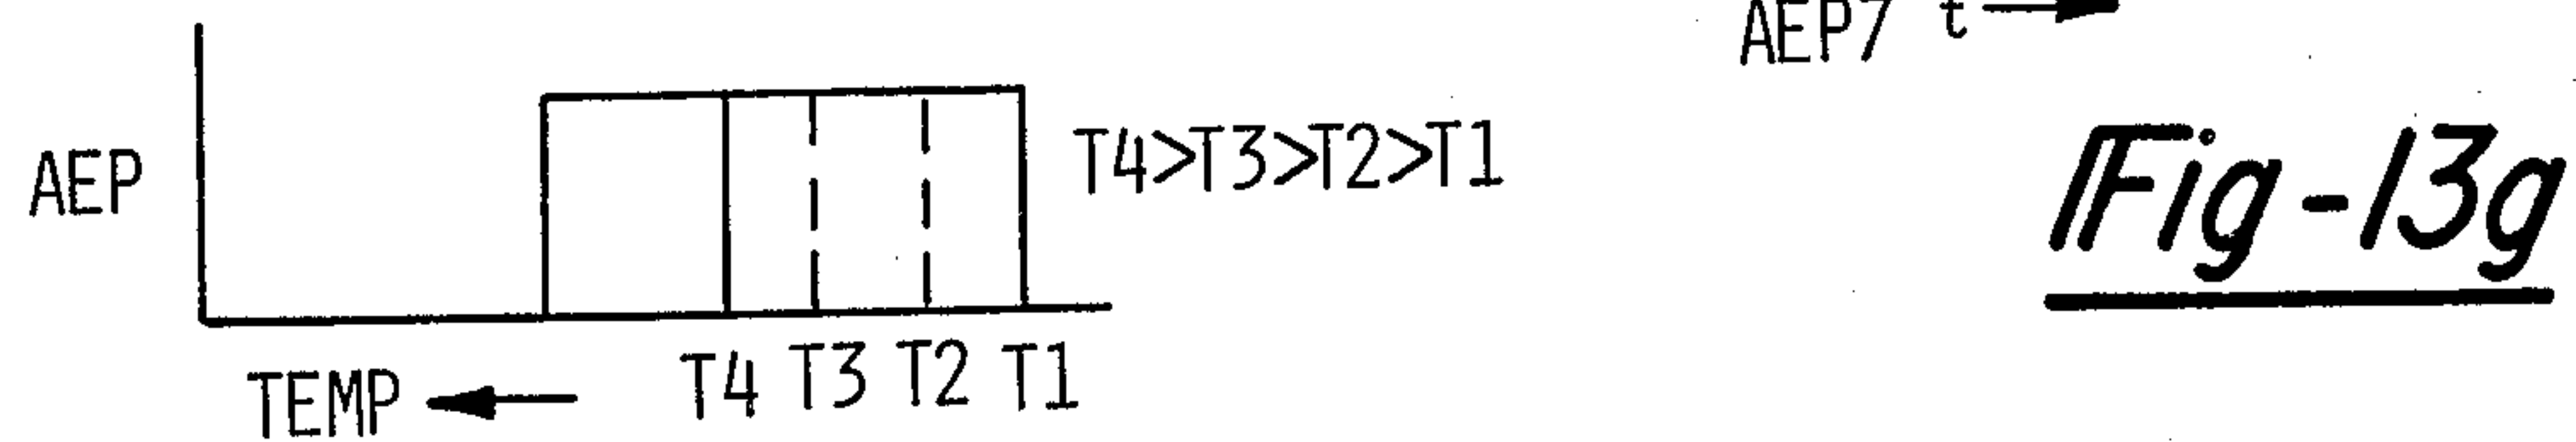 AEP7 t
AEP
T4>T3>T2>T1
Fig-13g
TEMP T4 T3 T2 T1